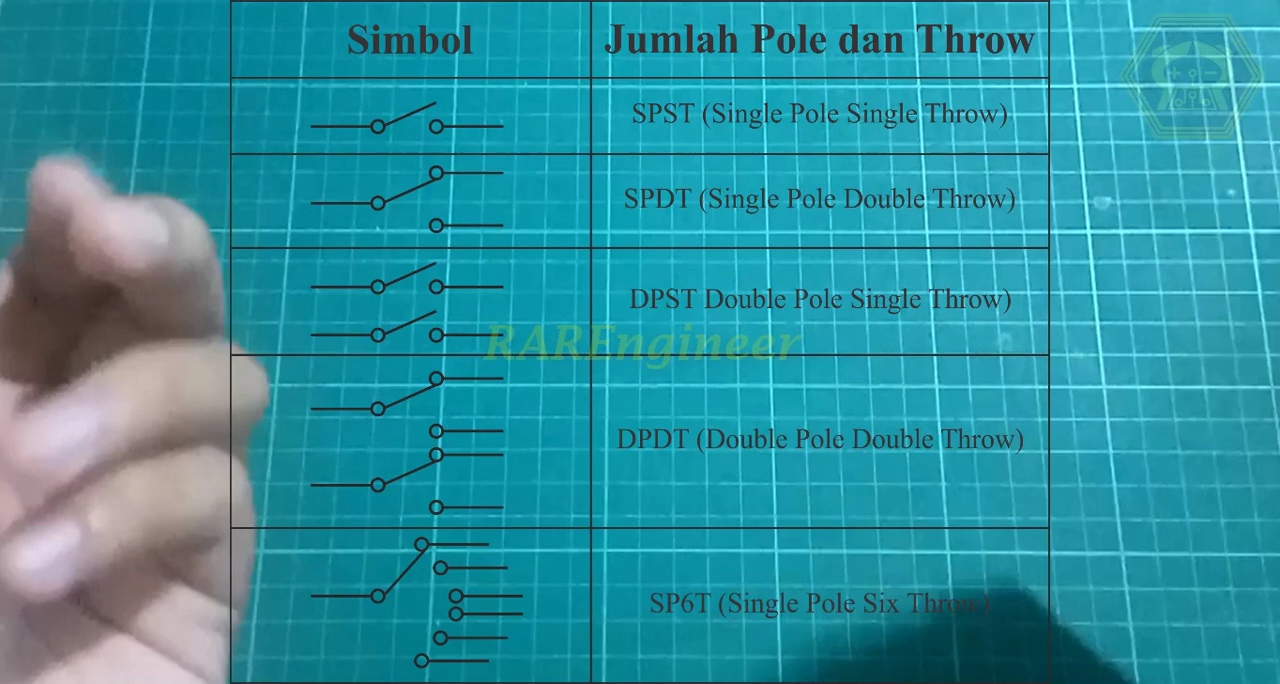 Simbol
Jumlah Pole dan Throw
SPST (Single Pole Single Throw)
SPDT (Single Pole Double Throw)
DPST Double Pole Single Throw)
RAREngineer
DPDT (Double Pole Double Throw)
SP6T (Single Pole Six Throw)